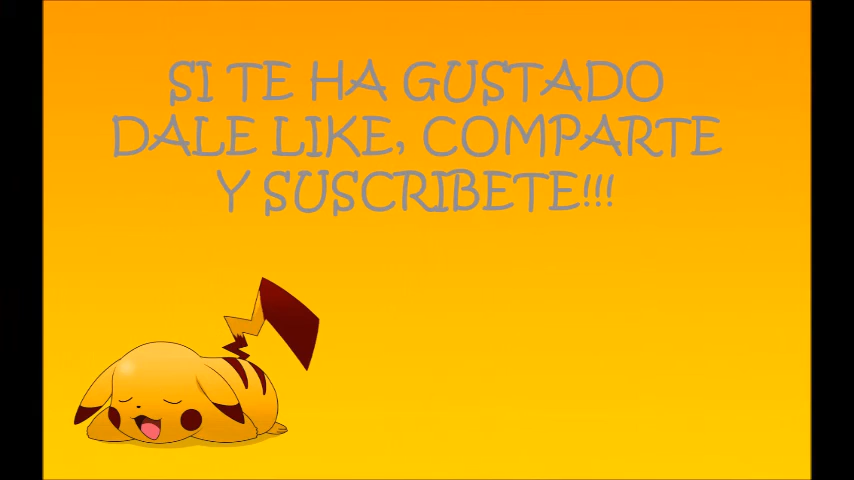 SI TE HA GUSTADO
DALE LIKE, COMPARTE
Y SUSCRIBETE!!!